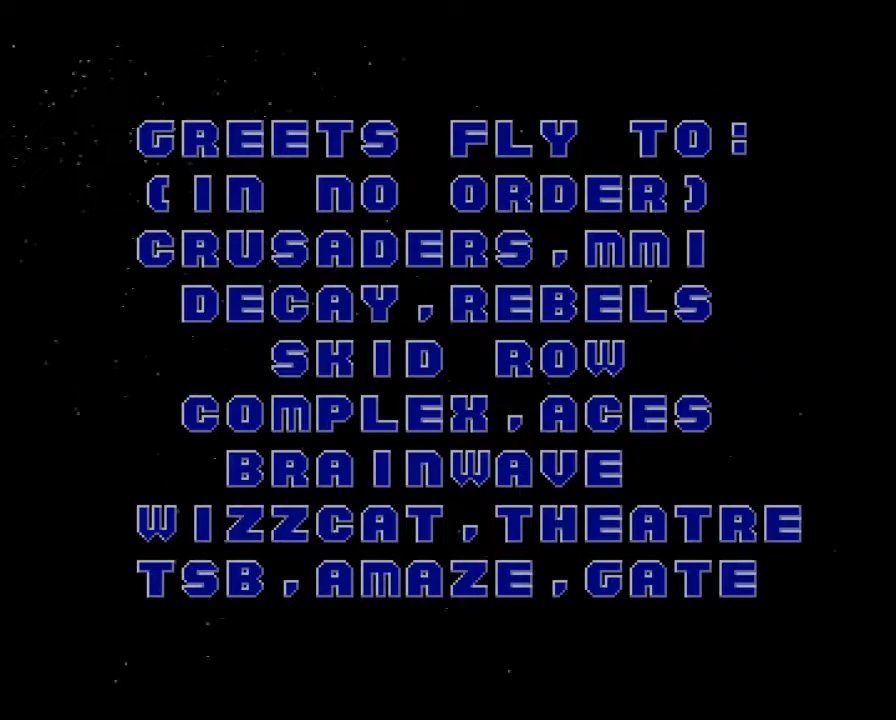 GREETS FLY TO:
(IN NO ORDER)
CRUSADERS,MMI
DECAY,REBELS
SKID ROW
COMPLEX,ACES
BRAINWAVE
WIZZCAT,THEATRE
TSB,AMAZE,GATE